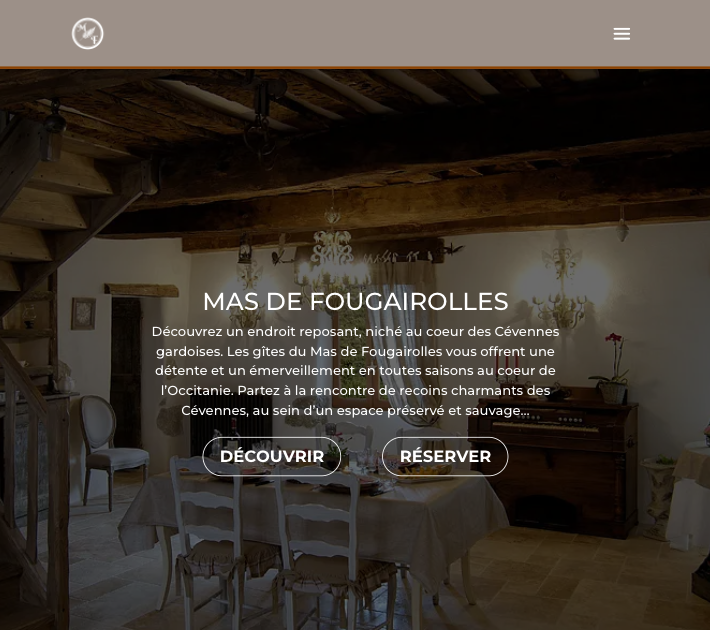 M
F
MAS DE FOUGAIROLLES
Découvrez un endroit reposant, niché au coeur des Cévennes
gardoises. Les gîtes du Mas de Fougairolles vous offrent une
détente et un émerveillement en toutes saisons au coeur de
l’Occitanie. Partez à la rencontre de recoins charmants des
Cévennes, au sein d’un espace préservé et sauvage...
DÉCOUVRIR
RÉSERVER